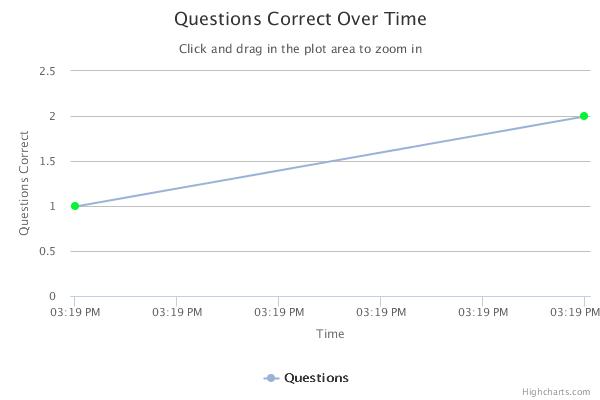 Questions Correct Over Time
Click and drag in the plot area to zoom in
Questions Correct
2.5
2
1.5
1
0.5
0
03:19 PM 03:19 PM 03:19 PM 03:19 PM 03:19 PM 03:19 PM
Time
Questions
Highcharts.com